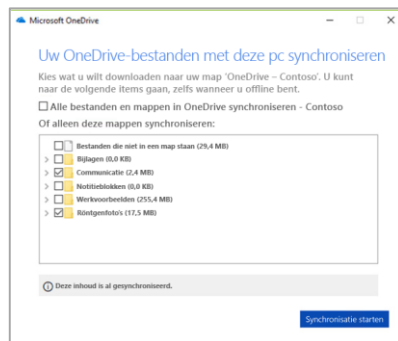 Microsoft OneDrive
Uw OneDrive-bestanden met deze pc synchroniseren
Kies wat u wilt downloaden naar uw map 'OneDrive – Contoso'. U kunt
naar de volgende items gaan, zelfs wanneer u offline bent.
Alle bestanden en mappen in OneDrive synchroniseren - Contoso
Of alleen deze mappen synchroniseren:
Bestanden die niet in een map staan (29,4 MB)
Bijlagen (0,0 KB)
Communicatie (2,4 MB)
Notitieblokken (0,0 KB)
Werkvoorbeelden (255,4 MB)
Röntgenfoto's (17,5 MB)
Deze inhoud is al gesynchroniseerd.
Synchronisatie starten